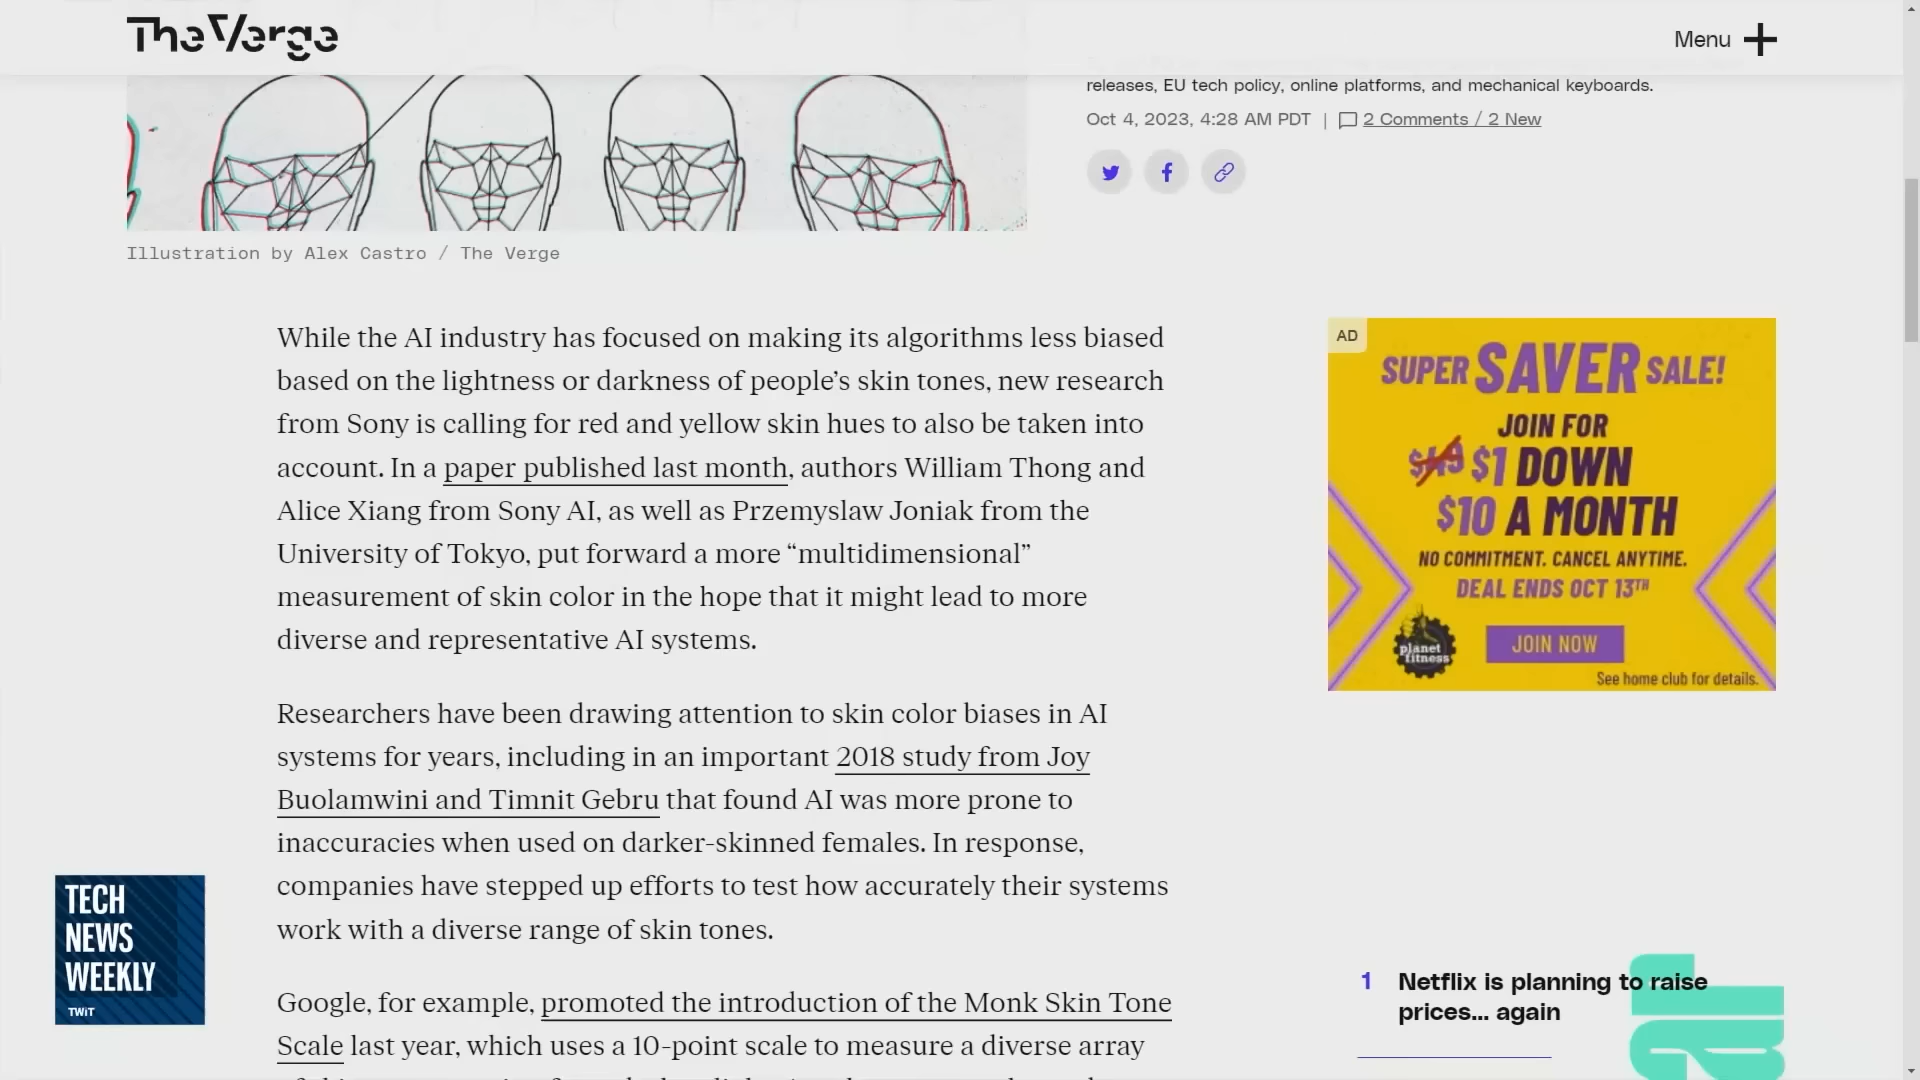 The Verge
Menu
releases, EU tech policy, online platforms, and mechanical keyboards.
Oct 4, 2023, 4:28 AM PDT | 2 Comments / 2 New
Illustration by Alex Castro / The Verge
While the AI industry has focused on making its algorithms less biased
based on the lightness or darkness of people’s skin tones, new research
from Sony is calling for red and yellow skin hues to also be taken into
account. In a paper published last month, authors William Thong and
Alice Xiang from Sony AI, as well as Przemyslaw Joniak from the
University of Tokyo, put forward a more “multidimensional”
measurement of skin color in the hope that it might lead to more
diverse and representative AI systems.
Researchers have been drawing attention to skin color biases in AI
systems for years, including in an important 2018 study from Joy
Buolamwini and Timnit Gebru that found AI was more prone to
inaccuracies when used on darker-skinned females. In response,
companies have stepped up efforts to test how accurately their systems
work with a diverse range of skin tones.
Google, for example, promoted the introduction of the Monk Skin Tone
Scale last year, which uses a 10-point scale to measure a diverse array
AD
SUPER SAVER SALE!
JOIN FOR
$49 $1 DOWN
$10 A MONTH
NO COMMITMENT. CANCEL ANYTIME.
DEAL ENDS OCT 13TH
planet
fitness
JOIN NOW
See home club for details.
1 Netflix is planning to raise
prices... again
TECH
NEWS
WEEKLY
TWiT